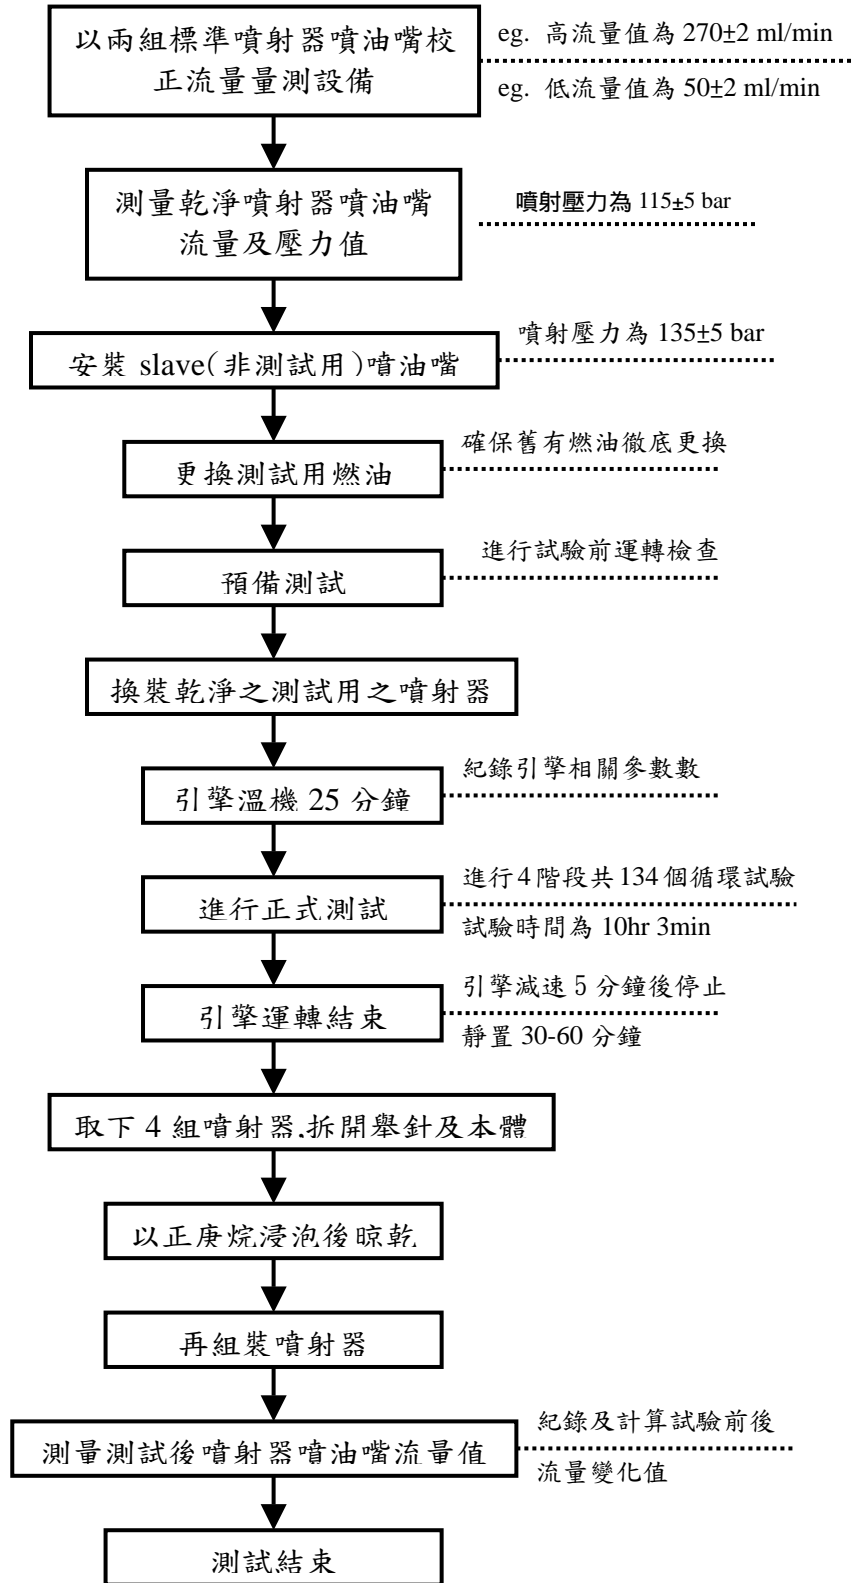 以兩組標準噴射器噴油嘴校
正流量量測設備
eg. 高流量值為 270±2 ml/min
eg. 低流量值為 50±2 ml/min
測量乾淨噴射器噴油嘴
流量及壓力值
噴射壓力為 115±5 bar
安裝 slave(非測試用)噴油嘴
噴射壓力為 135±5 bar
更換測試用燃油
確保舊有燃油徹底更換
預備測試
進行試驗前運轉檢查
換裝乾淨之測試用之噴射器
引擎溫機 25 分鐘
紀錄引擎相關參數數
進行正式測試
進行4階段共134個循環試驗
試驗時間為 10hr 3min
引擎運轉結束
引擎減速 5 分鐘後停止
靜置 30-60 分鐘
取下 4 組噴射器,拆開舉針及本體
以正庚烷浸泡後晾乾
再組裝噴射器
測量測試後噴射器噴油嘴流量值
紀錄及計算試驗前後
流量變化值
測試結束